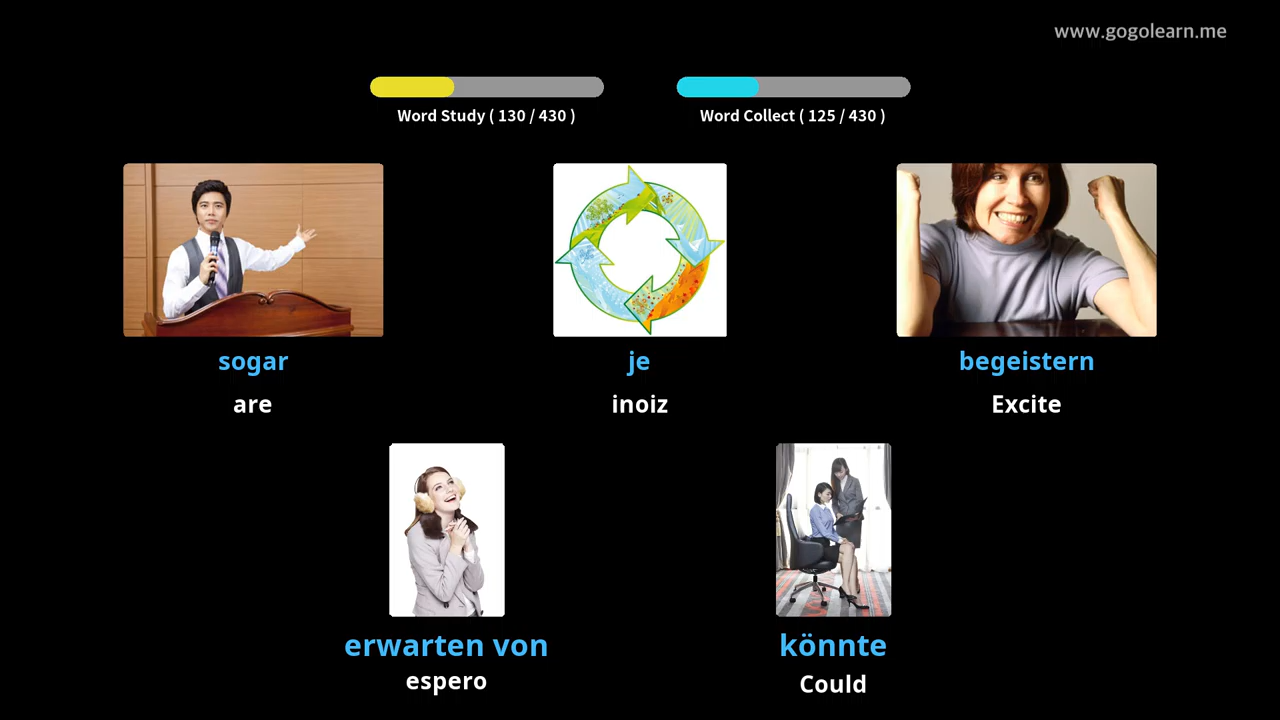 www.gogolearn.me
Word Study ( 130 / 430 )
Word Collect ( 125 / 430 )
sogar
are
je
inoiz
begeistern
Excite
erwarten von
espero
könnte
Could